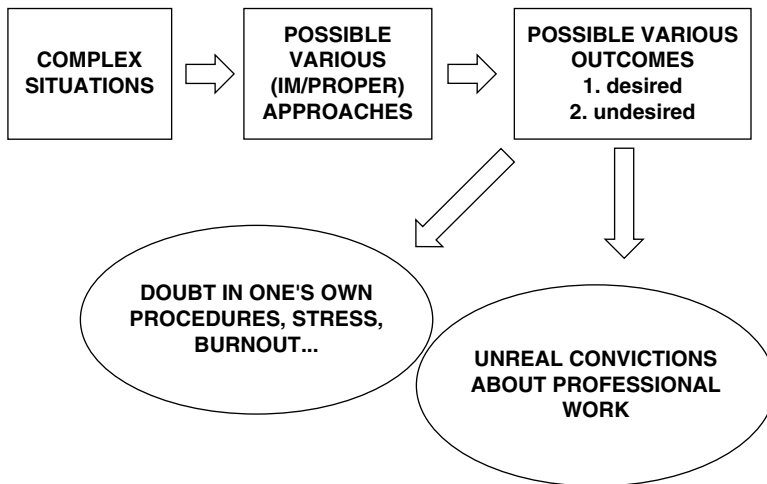 COMPLEX
SITUATIONS
POSSIBLE
VARIOUS
(IM/PROPER)
APPROACHES
POSSIBLE VARIOUS
OUTCOMES
1. desired
2. undesired
DOUBT IN ONE'S OWN
PROCEDURES, STRESS,
BURNOUT...
UNREAL CONVICTIONS
ABOUT PROFESSIONAL
WORK